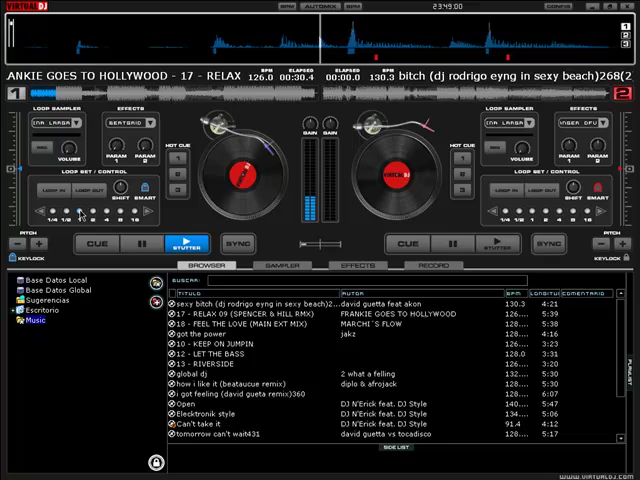 VIRTUAL DJ BPM AUTOMIX BPM 23:49:00 CONFIG
1
2
3
ANKIE GOES TO HOLLYWOOD - 17 - RELAX BPM 126.0 ELAPSED 00:30.4 ELAPSED 00:00.0 BPM 130.3 bitch (dj rodrigo eyng in sexy beach)268(2
1 2
LOOP SAMPLER EFFECTS LOOP SAMPLER EFFECTS
BEATGRID
GAIN GAIN
REC VOLUME PARAM 1 PARAM 2 HOT CUE HOT CUE REC VOLUME PARAM 1 PARAM 2
1 2 3 1 2 3
LOOP SET / CONTROL LOOP SET / CONTROL
LOOP IN LOOP OUT SHIFT SMART VIRTUALDJ LOOP IN LOOP OUT SHIFT SMART
1/4 1/2 1 2 4 8 16 1/4 1/2 1 2 4 8 16
PITCH PITCH
CUE STUTTER SYNC CUE STUTTER SYNC
KEYLOCK KEYLOCK
BROWSER SAMPLER EFFECTS RECORD
Base Datos Local
Base Datos Global
Sugerencias
Escritorio
Music
BUSCAR:
TITULO AUTOR BPM LONGITU COMENTARIO
sexy bitch (dj rodrigo eyng in sexy beach)2... david guetta feat akon 130.3 4:21
17 - RELAX 09 (SPENCER & HILL RMX) FRANKIE GOES TO HOLLYWOOD 126.... 5:39
18 - FEEL THE LOVE (MAIN EXT MIX) MARCHI´S FLOW 128.... 5:38
got the power jakz 128.... 4:36
10 - KEEP ON JUMPIN 126.... 3:23
12 - LET THE BASS 128.0 3:31
13 - RIVERSIDE 126.... 3:20
global dj 2 what a felling 132.... 5:30
how i like it (beataucue remix) diplo & afrojack 128.... 5:34
i got feeling (david gueta remix)360 128.... 6:07
Open DJ N'Erick feat. DJ Style 140.... 5:47
Elecktronik style DJ N'Erick feat. DJ Style 134.... 5:06
Can't take it DJ N'Erick feat. DJ Style 91.4 4:12
tomorrow can't wait431 david guetta vs tocadisco 128.... 5:17
SIDE LIST
PLAYLIST
www.VIRTUALDJ.com